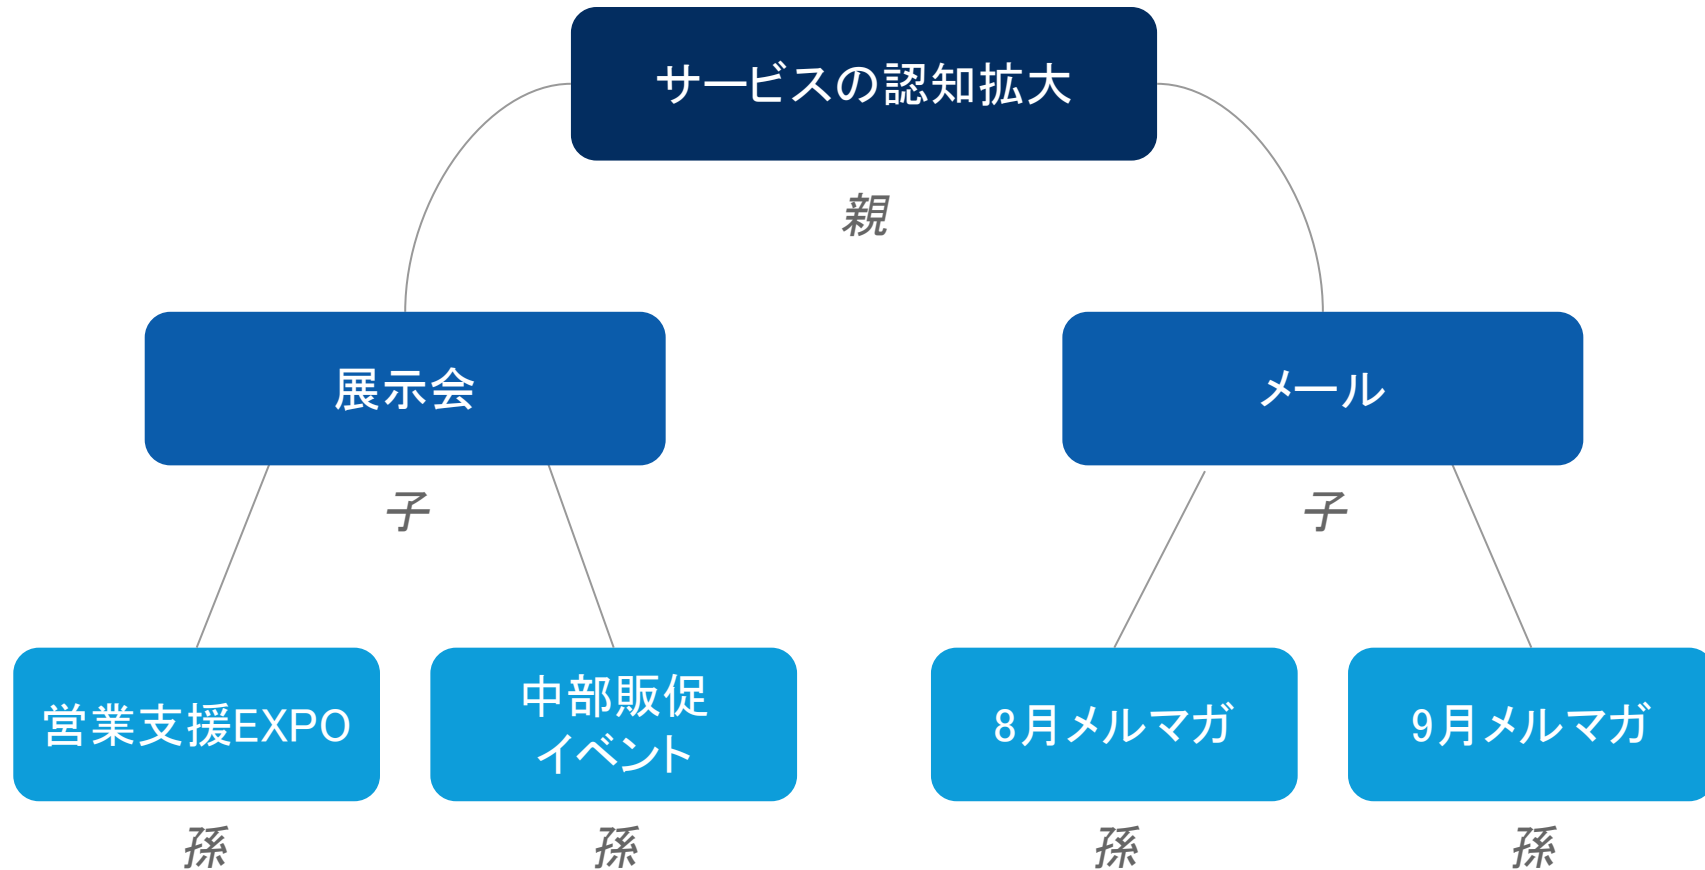 サービスの認知拡大
親
展示会
メール
子
子
営業支援EXPO
中部販促
イベント
8月メルマガ
9月メルマガ
孫
孫
孫
孫